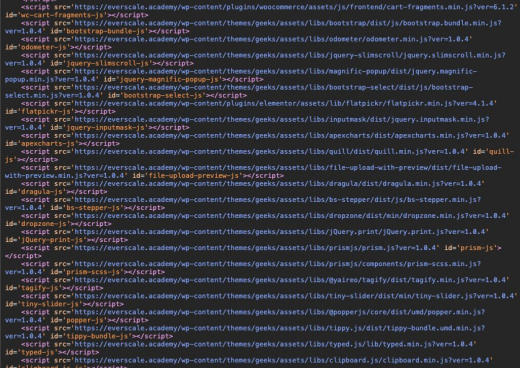 <script src='https://everscale.academy/wp-content/plugins/woocommerce/assets/js/frontend/cart-fragments.min.js?ver=6.1.2'
id='wc-cart-fragments-js'></script>
<script src='https://everscale.academy/wp-content/themes/geeks/assets/libs/bootstrap/dist/js/bootstrap.bundle.min.js?
ver=1.0.4' id='bootstrap-bundle-js'></script>
<script src='https://everscale.academy/wp-content/themes/geeks/assets/libs/odometer/odometer.min.js?ver=1.0.4'
id='odometer-js'></script>
<script src='https://everscale.academy/wp-content/themes/geeks/assets/libs/jquery-slimscroll/jquery.slimscroll.min.js?
ver=1.0.4' id='jquery-slimscroll-js'></script>
<script src='https://everscale.academy/wp-content/themes/geeks/assets/libs/magnific-popup/dist/jquery.magnific-
popup.min.js?ver=1.0.4' id='jquery-magnific-popup-js'></script>
<script src='https://everscale.academy/wp-content/themes/geeks/assets/libs/bootstrap-select/dist/js/bootstrap-
select.min.js?ver=1.0.4' id='bootstrap-select-js'></script>
<script src='https://everscale.academy/wp-content/plugins/elementor/assets/lib/flatpickr/flatpickr.min.js?ver=4.1.4'
id='flatpickr-js'></script>
<script src='https://everscale.academy/wp-content/themes/geeks/assets/libs/inputmask/dist/jquery.inputmask.min.js?
ver=1.0.4' id='jquery-inputmask-js'></script>
<script src='https://everscale.academy/wp-content/themes/geeks/assets/libs/apexcharts/dist/apexcharts.min.js?ver=1.0.4'
id='apexcharts-js'></script>
<script src='https://everscale.academy/wp-content/themes/geeks/assets/libs/quill/dist/quill.min.js?ver=1.0.4' id='quill-
js'></script>
<script src='https://everscale.academy/wp-content/themes/geeks/assets/libs/file-upload-with-preview/dist/file-upload-
with-preview.min.js?ver=1.0.4' id='file-upload-preview-js'></script>
<script src='https://everscale.academy/wp-content/themes/geeks/assets/libs/dragula/dist/dragula.min.js?ver=1.0.4'
id='dragula-js'></script>
<script src='https://everscale.academy/wp-content/themes/geeks/assets/libs/bs-stepper/dist/js/bs-stepper.min.js?
ver=1.0.4' id='bs-stepper-js'></script>
<script src='https://everscale.academy/wp-content/themes/geeks/assets/libs/dropzone/dist/min/dropzone.min.js?ver=1.0.4'
id='dropzone-js'></script>
<script src='https://everscale.academy/wp-content/themes/geeks/assets/libs/jQuery.print/jQuery.print.js?ver=1.0.4'
id='jQuery-print-js'></script>
<script src='https://everscale.academy/wp-content/themes/geeks/assets/libs/prismjs/prism.js?ver=1.0.4' id='prism-js'>
</script>
<script src='https://everscale.academy/wp-content/themes/geeks/assets/libs/prismjs/components/prism-scss.min.js?
ver=1.0.4' id='prism-scss-js'></script>
<script src='https://everscale.academy/wp-content/themes/geeks/assets/libs/@yaireo/tagify/dist/tagify.min.js?ver=1.0.4'
id='tagify-js'></script>
<script src='https://everscale.academy/wp-content/themes/geeks/assets/libs/tiny-slider/dist/min/tiny-slider.js?ver=1.0.4'
id='tiny-slider-js'></script>
<script src='https://everscale.academy/wp-content/themes/geeks/assets/libs/@popperjs/core/dist/umd/popper.min.js?
ver=1.0.4' id='popper-js'></script>
<script src='https://everscale.academy/wp-content/themes/geeks/assets/libs/tippy.js/dist/tippy-bundle.umd.min.js?
ver=1.0.4' id='tippy-bundle-js'></script>
<script src='https://everscale.academy/wp-content/themes/geeks/assets/libs/typed.js/lib/typed.min.js?ver=1.0.4'
id='typed-js'></script>
<script src='https://everscale.academy/wp-content/themes/geeks/assets/libs/clipboard.js/clipboard.min.js?ver=1.0.4'